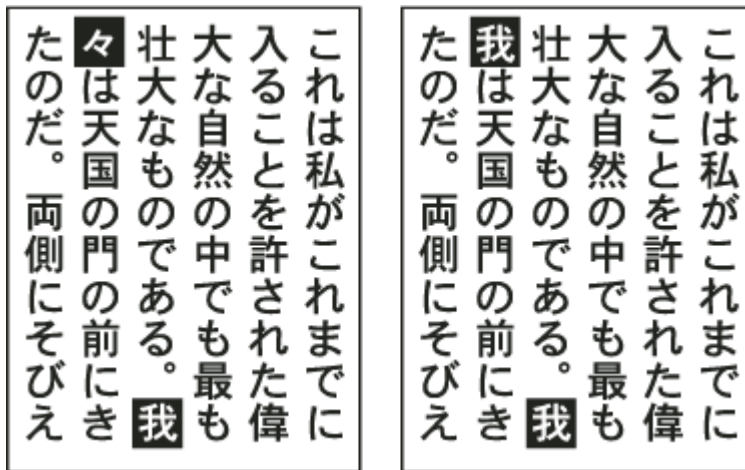 これは私がこれまでに
入ることを許された偉
大な自然の中でも最も
壮大なものである。我
々は天国の門の前にき
たのだ。両側にそびえ
これは私がこれまでに
入ることを許された偉
大な自然の中でも最も
壮大なものである。我
我は天国の門の前にき
たのだ。両側にそびえ